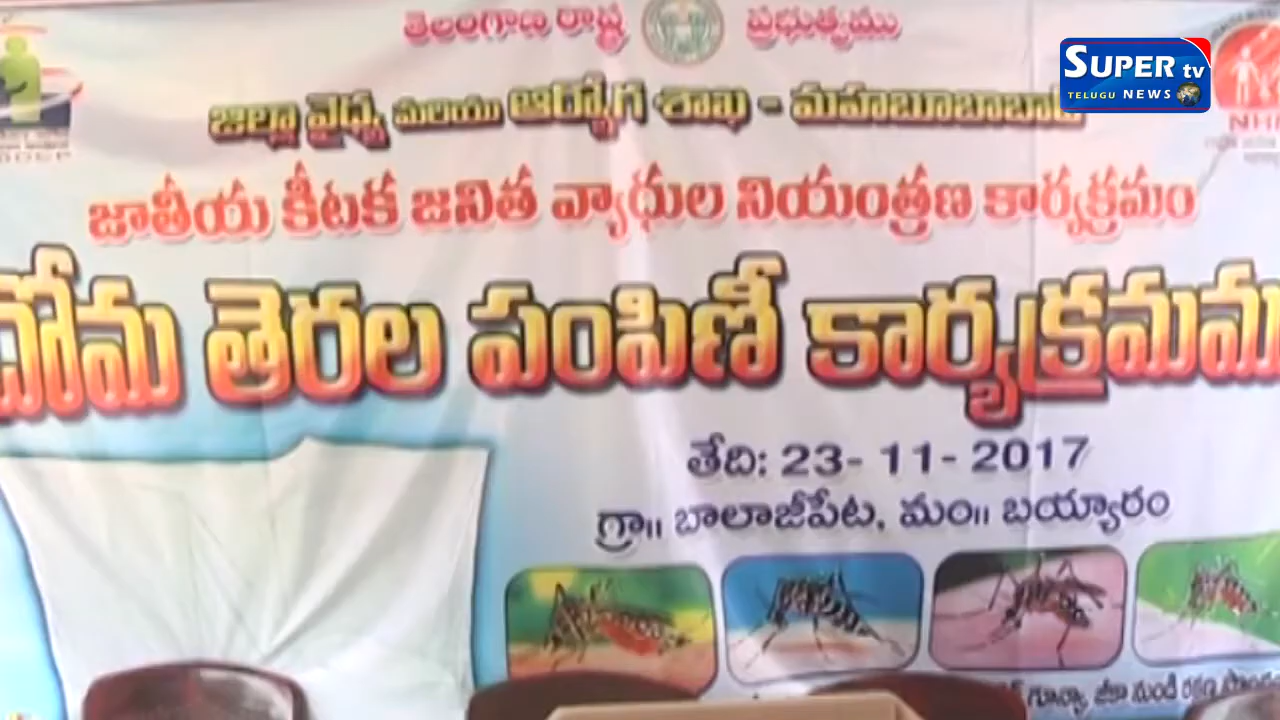 తెలంగాణ రాష్ట్ర ప్రభుత్వము
SUPER tv
TELUGU NEWS
జిల్లా వైద్య మరియు ఆరోగ్య శాఖ - మహబూబాబాద్
జాతీయ కీటక జనిత వ్యాధుల నియంత్రణ కార్యక్రమం
దోమ తెరల పంపిణీ కార్యక్రమము
తేది: 23- 11- 2017
గ్రా॥ బాలాజీపేట, మం॥ బయ్యారం